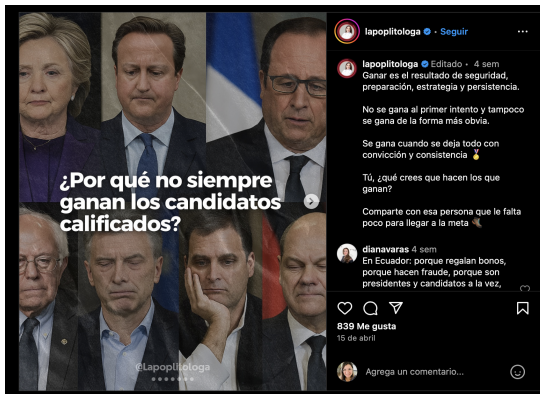 ¿Por qué no siempre
ganan los candidatos
calificados?
@Lapoplitologa
lapoplitologa • Seguir
lapoplitologa Editado • 4 sem
Ganar es el resultado de seguridad,
preparación, estrategia y persistencia.
No se gana al primer intento y tampoco
se gana de la forma más obvia.
Se gana cuando se deja todo con
convicción y consistencia 🏅
Tú, ¿qué crees que hacen los que
ganan?
Comparte con esa persona que le falta
poco para llegar a la meta
dianavaras 4 sem
En Ecuador: porque regalan bonos,
porque hacen fraude, porque son
presidentes y candidatos a la vez,
839 Me gusta
15 de abril
Agrega un comentario...